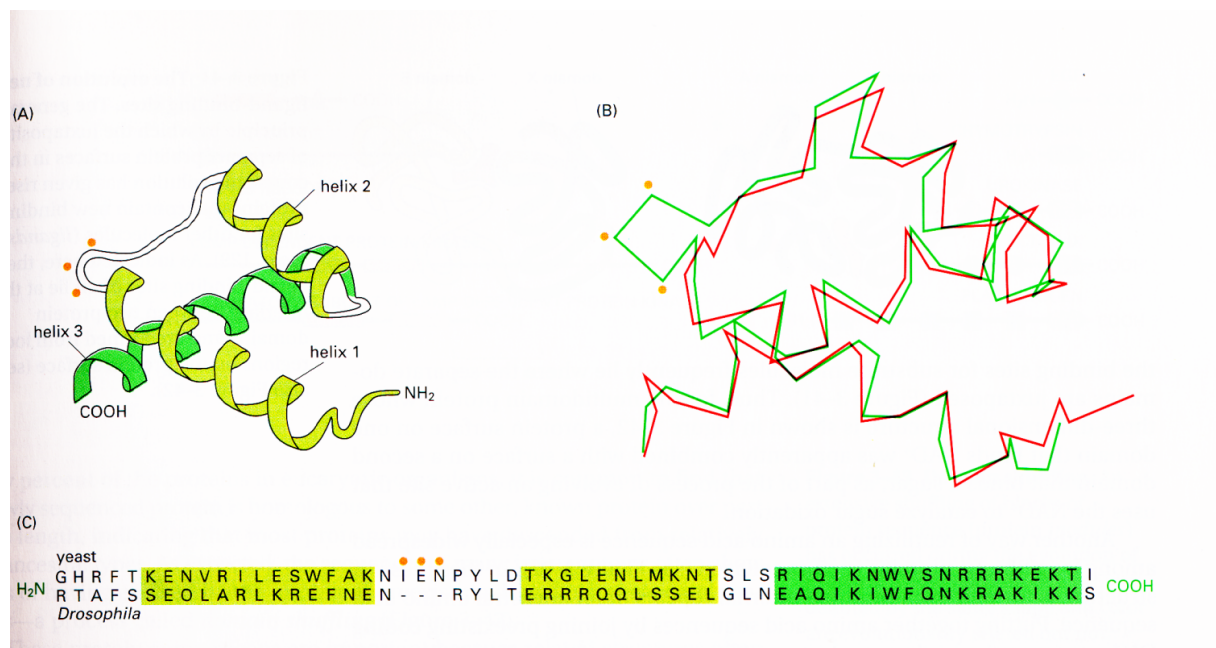 (A)
helix 2
helix 3
helix 1
NH2
COOH
(B)
(C)
yeast
H2N
GHRFTKENVRILESWFAKNIENPYLDTKGLENLMKNTSLSRIQIKNWVSNRRRKEKTI
RTAFSSEOLARLKREFNEN---RYLTERRRQQLSSELGLNEAQIKIWFQNKRAKIKKS
COOH
Drosophila